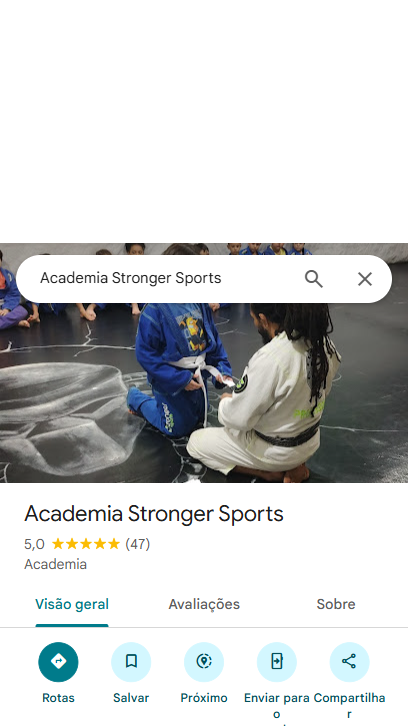 Academia Stronger Sports
Academia Stronger Sports
5,0 (47)
Academia
Visão geral Avaliações Sobre
Rotas Salvar Próximo Enviar para o Compartilhar